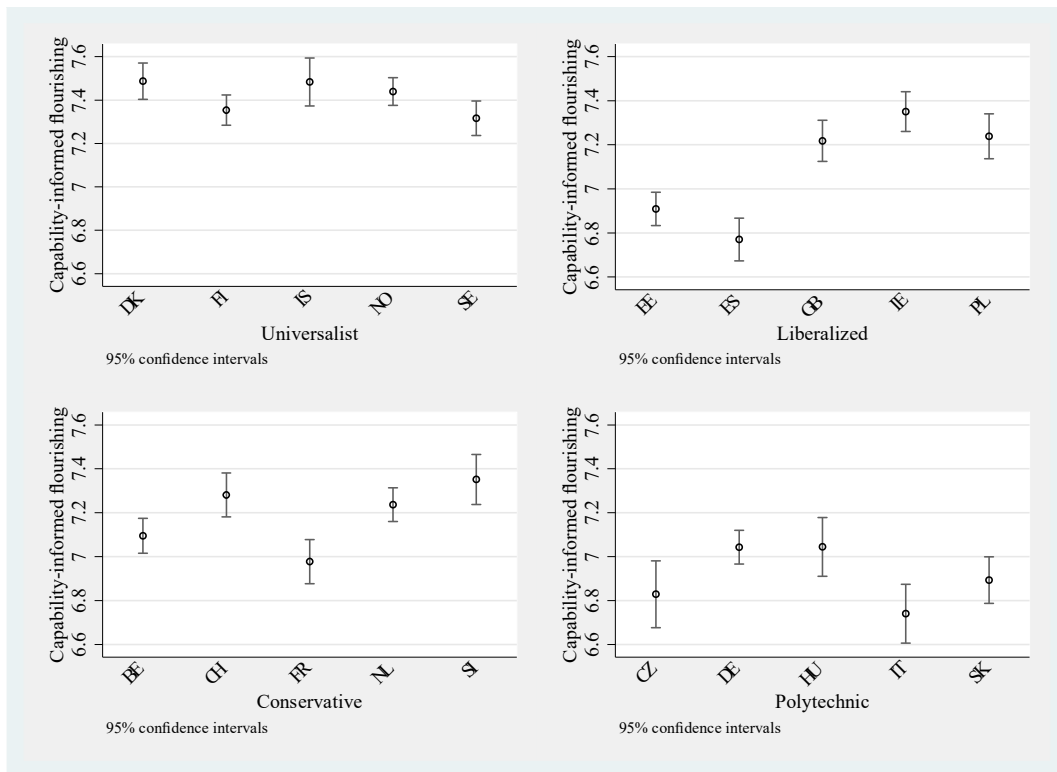 Capability-informed flourishing
7.6
7.4
7.2
7
6.8
6.6
DK FI IS NO SE
Universalist
95% confidence intervals
Capability-informed flourishing
7.6
7.4
7.2
7
6.8
6.6
EE ES GB IE PL
Liberalized
95% confidence intervals
Capability-informed flourishing
7.6
7.4
7.2
7
6.8
6.6
BE CH FR NL SI
Conservative
95% confidence intervals
Capability-informed flourishing
7.6
7.4
7.2
7
6.8
6.6
CZ DE HU IT SK
Polytechnic
95% confidence intervals